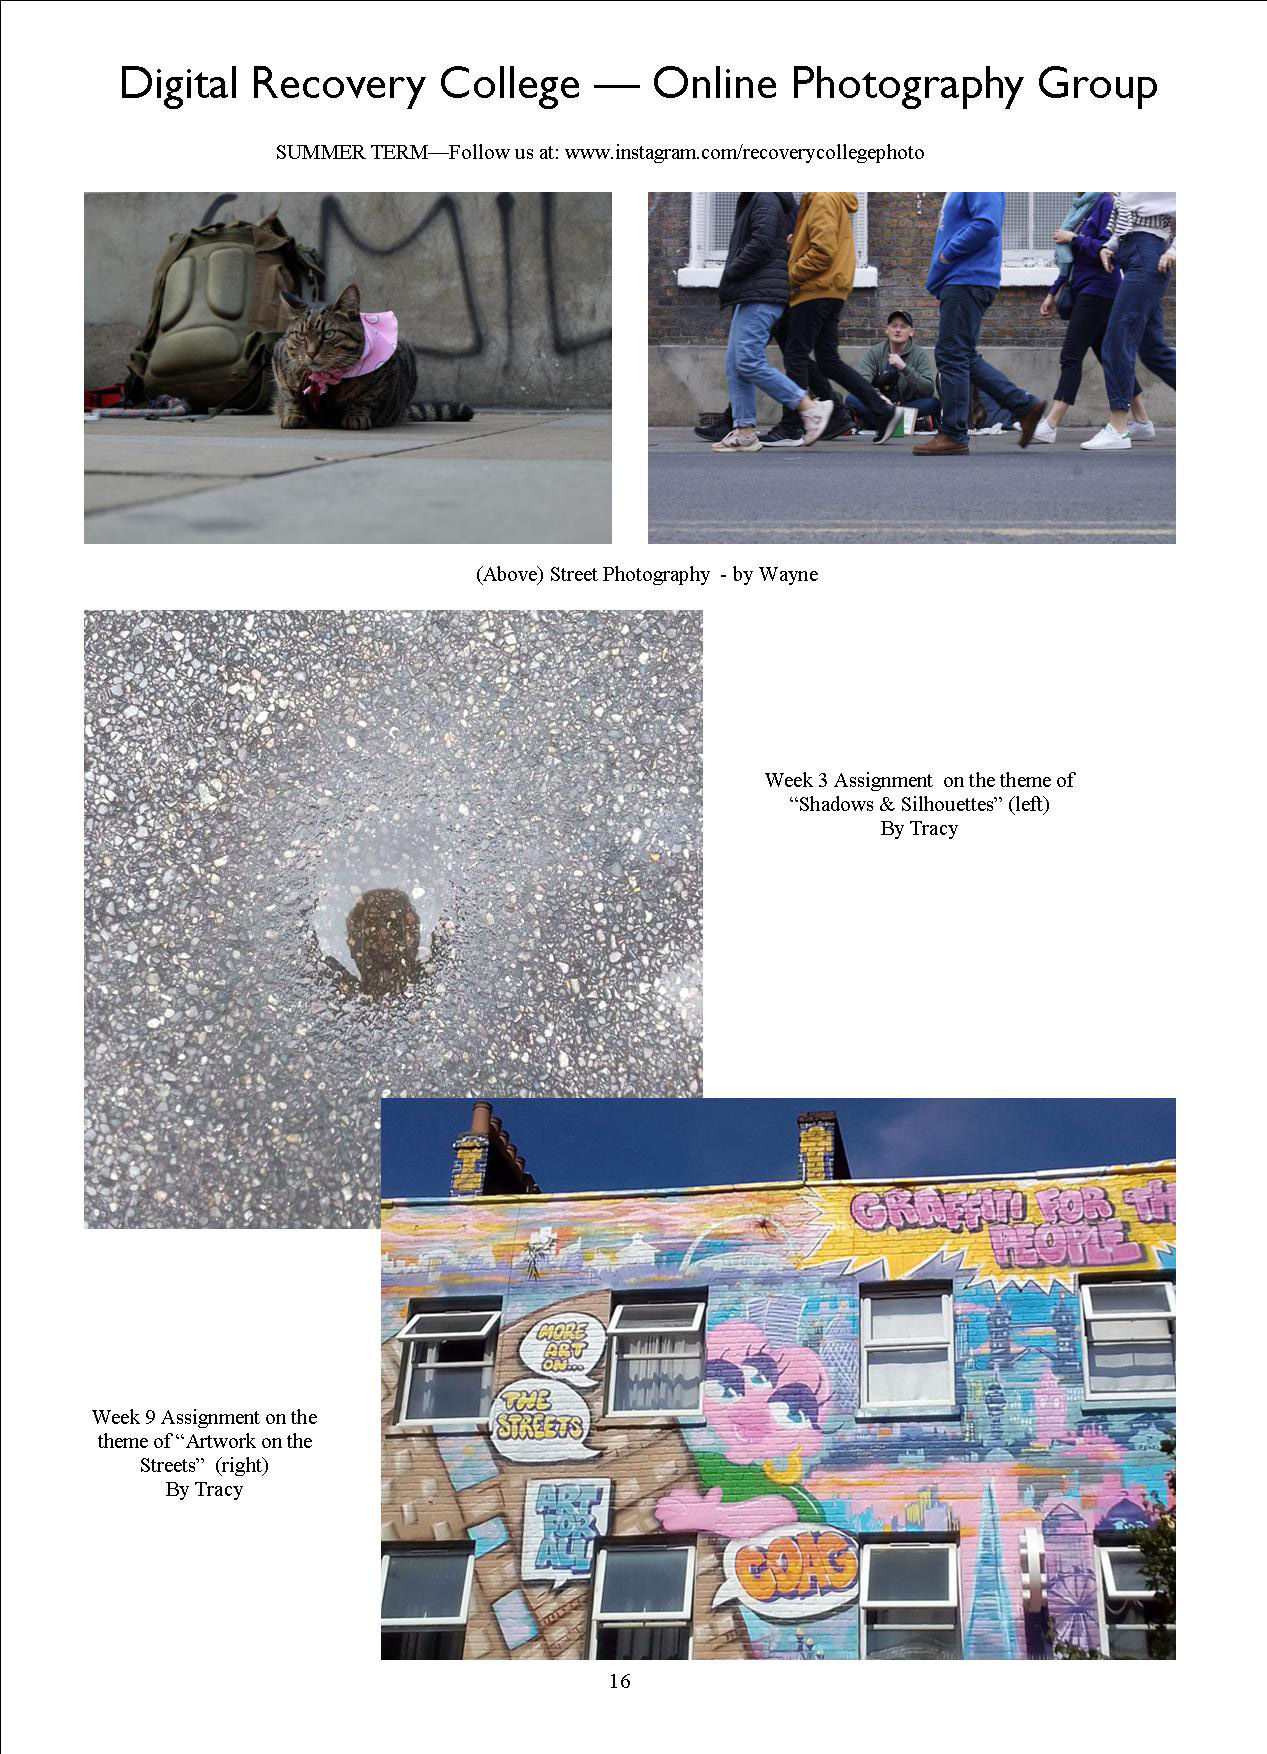 Digital Recovery College — Online Photography Group
SUMMER TERM—Follow us at: www.instagram.com/recoverycollegephoto
MIL
(Above) Street Photography - by Wayne
Week 3 Assignment on the theme of
“Shadows & Silhouettes” (left)
By Tracy
GRAFFITI FOR TH
PEOPLE
MORE
ART
ON...
THE
STREETS
ART
FOR
ALL
GOAG
Week 9 Assignment on the
theme of “Artwork on the
Streets” (right)
By Tracy
16